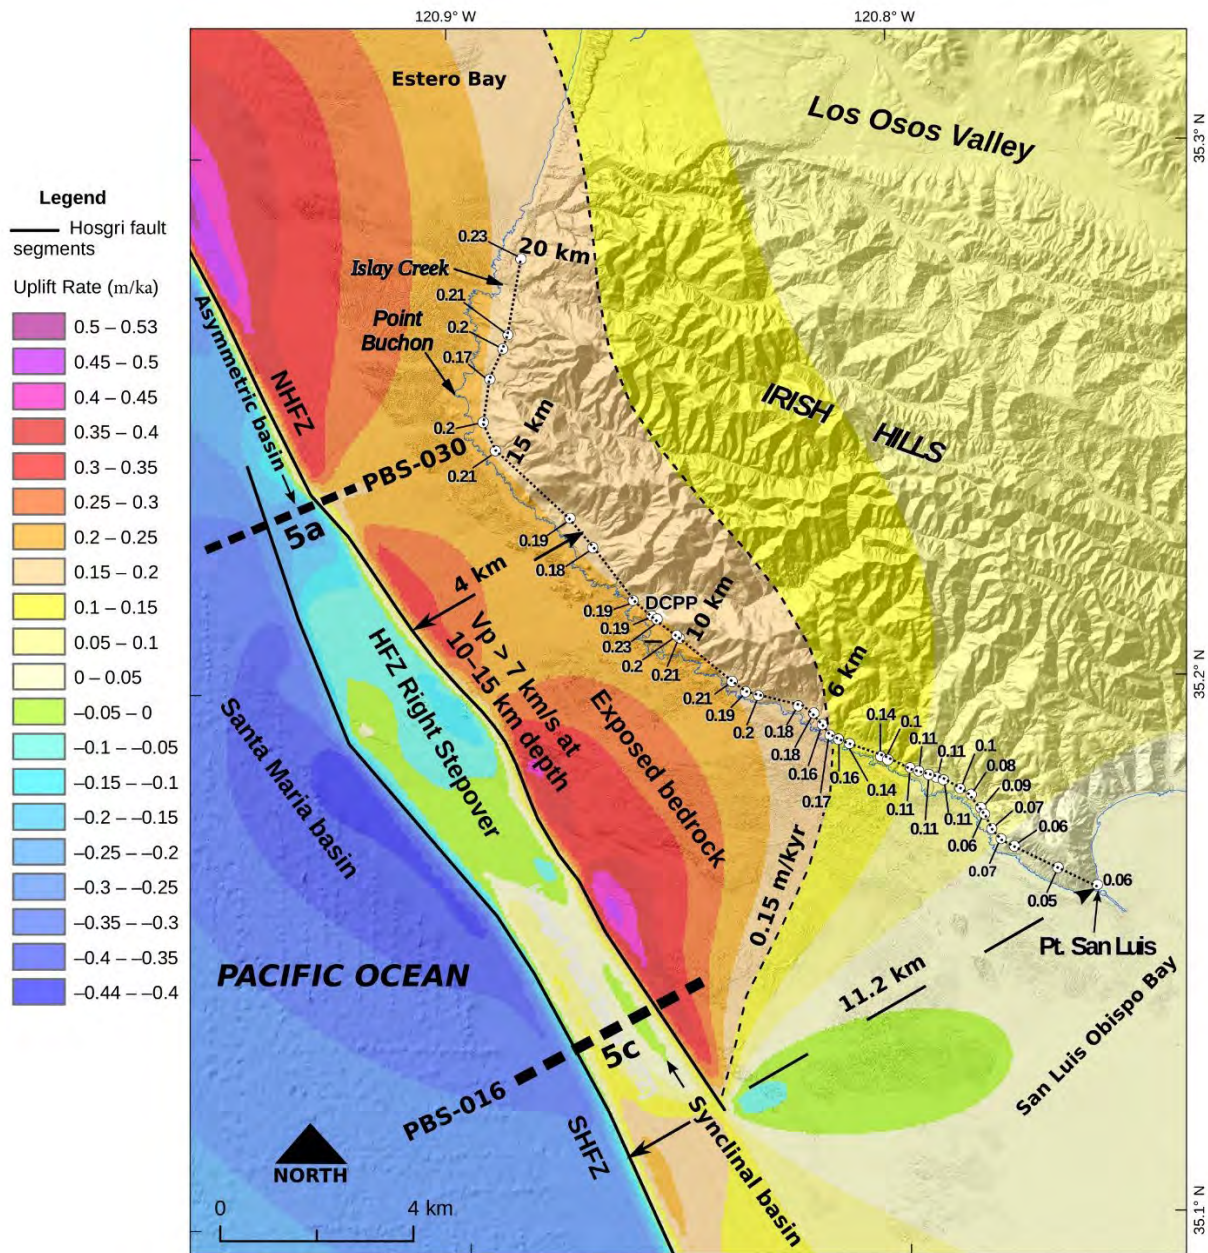 120.9° W
120.8° W
Estero Bay
Los Osos Valley
35.3° N
Legend
Hosgri fault
segments
Uplift Rate (m/ka)
0.5 – 0.53
0.45 – 0.5
0.4 – 0.45
0.35 – 0.4
0.3 – 0.35
0.25 – 0.3
0.2 – 0.25
0.15 – 0.2
0.1 – 0.15
0.05 – 0.1
0 – 0.05
–0.05 – 0
–0.1 – –0.05
–0.15 – –0.1
–0.2 – –0.15
–0.25 – –0.2
–0.3 – –0.25
–0.35 – –0.3
–0.4 – –0.35
–0.44 – –0.4
0.23
20 km
Islay Creek
0.21
0.2
Point
Buchon
0.17
Asymmetric basin
NHFZ
0.2
15 km
IRISH
HILLS
PBS-030
0.21
5a
0.19
0.18
4 km
Vp > 7 km/s at
10–15 km depth
0.19
DCPP
10 km
0.19
0.23
0.2
0.21
35.2° N
HFZ Right Stepover
Exposed bedrock
Santa Maria basin
6 km
0.21
0.19
0.2
0.18
0.18
0.16
0.17
0.16
0.14
0.14
0.1
0.11
0.11
0.11
0.11
0.11
0.1
0.08
0.09
0.07
0.06
0.06
0.07
0.05
0.06
0.15 m/kyr
Pt. San Luis
PACIFIC OCEAN
11.2 km
San Luis Obispo Bay
5c
PBS-016
SHFZ
Synclinal basin
NORTH
0
4 km
35.1° N